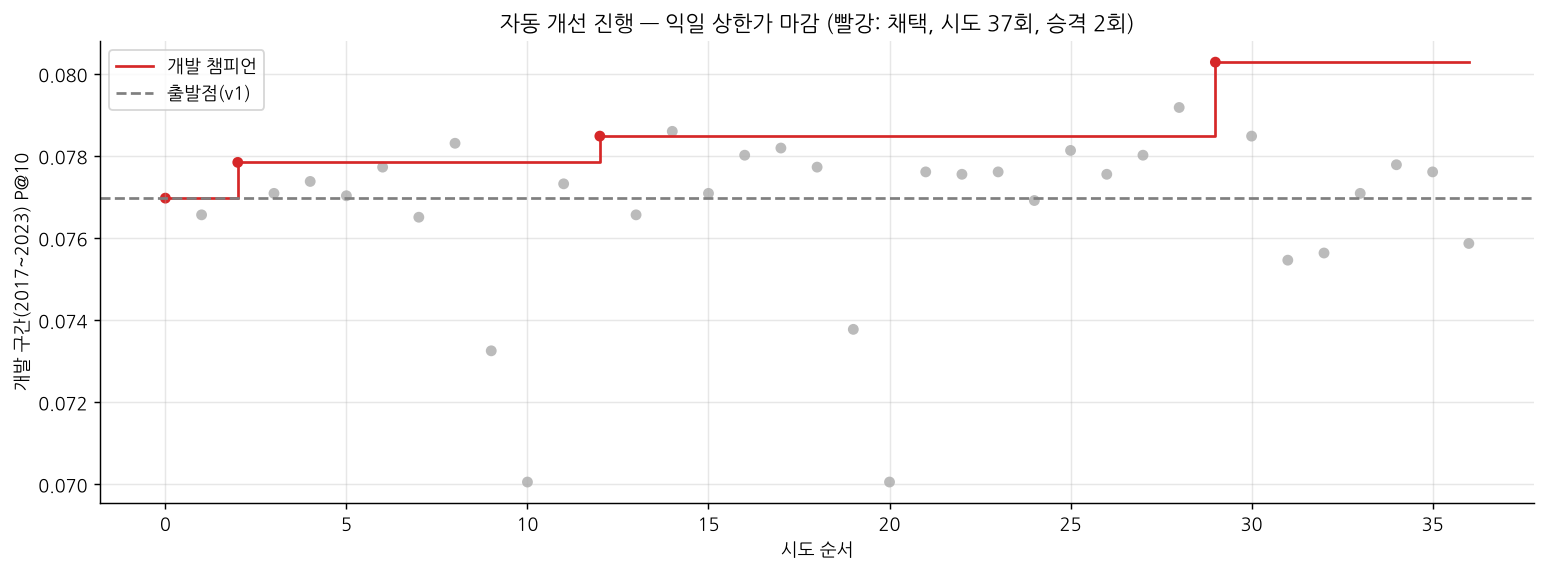 자동 개선 진행 — 익일 상한가 마감 (빨강: 채택, 시도 37회, 승격 2회)
개발 챔피언
출발점(v1)
개발 구간(2017~2023) P@10
0.080
0.078
0.076
0.074
0.072
0.070
0 5 10 15 20 25 30 35
시도 순서